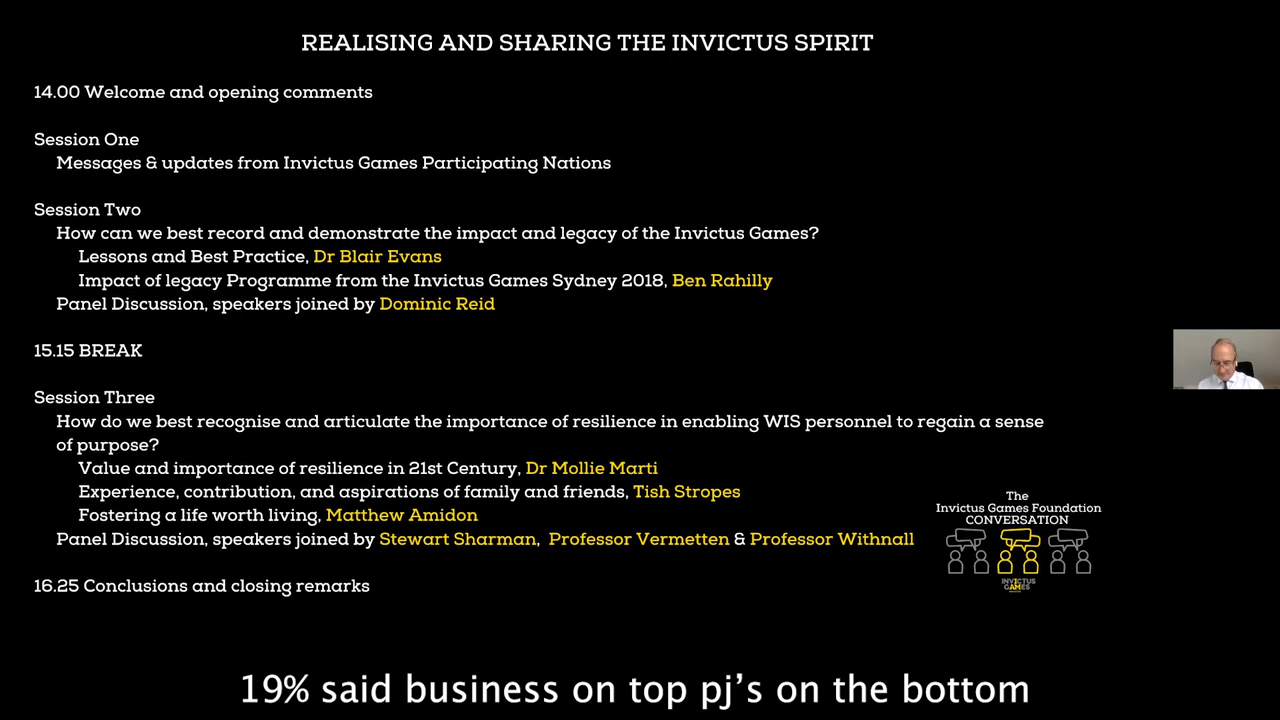 REALISING AND SHARING THE INVICTUS SPIRIT
14.00 Welcome and opening comments
Session One
Messages & updates from Invictus Games Participating Nations
Session Two
How can we best record and demonstrate the impact and legacy of the Invictus Games?
Lessons and Best Practice, Dr Blair Evans
Impact of legacy Programme from the Invictus Games Sydney 2018, Ben Rahilly
Panel Discussion, speakers joined by Dominic Reid
15.15 BREAK
Session Three
How do we best recognise and articulate the importance of resilience in enabling WIS personnel to regain a sense
of purpose?
Value and importance of resilience in 21st Century, Dr Mollie Marti
Experience, contribution, and aspirations of family and friends, Tish Stropes
Fostering a life worth living, Matthew Amidon
Panel Discussion, speakers joined by Stewart Sharman, Professor Vermetten & Professor Withnall
16.25 Conclusions and closing remarks
The
Invictus Games Foundation
CONVERSATION
INVICTUS
GAMES
19% said business on top pj's on the bottom